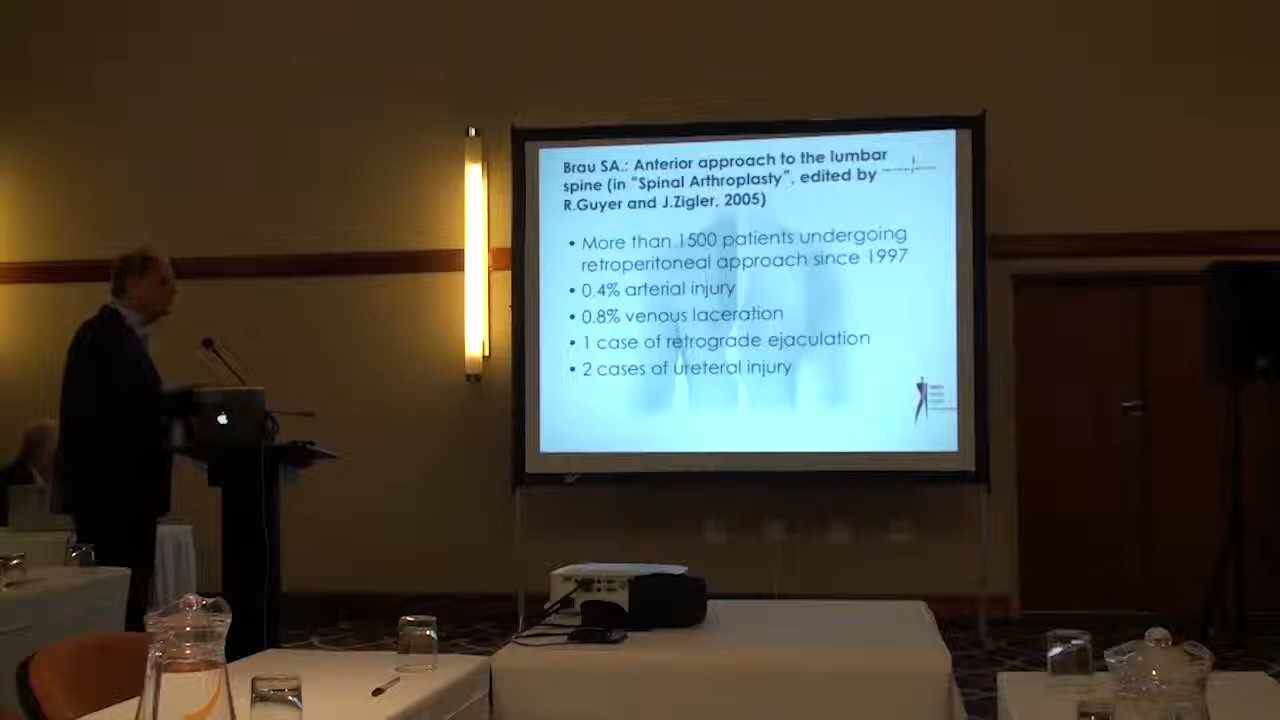 Brau SA.: Anterior approach to the lumbar
spine (in "Spinal Arthroplasty", edited by
R.Guyer and J.Zigler, 2005)
• More than 1500 patients undergoing
retroperitoneal approach since 1997
• 0.4% arterial injury
• 0.8% venous laceration
• 1 case of retrograde ejaculation
• 2 cases of ureteral injury